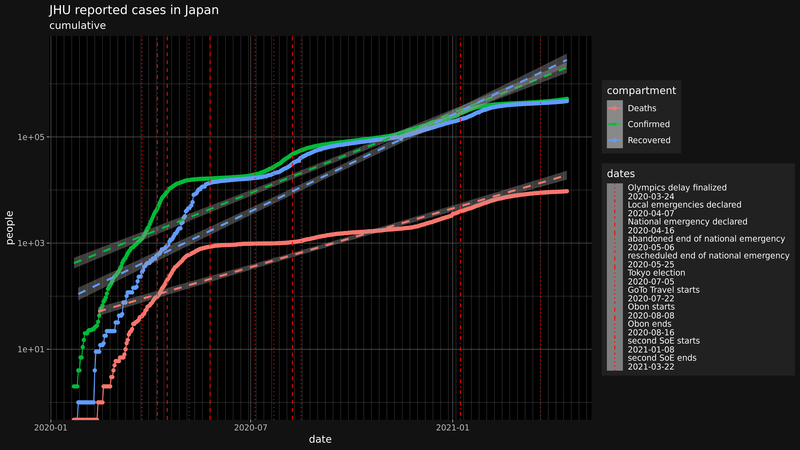 JHU reported cases in Japan
cumulative
people
1e+05
1e+03
1e+01
2020-01
2020-07
2021-01
date
compartment
Deaths
Confirmed
Recovered
dates
Olympics delay finalized
2020-03-24
Local emergencies declared
2020-04-07
National emergency declared
2020-04-16
abandoned end of national emergency
2020-05-06
rescheduled end of national emergency
2020-05-25
Tokyo election
2020-07-05
GoTo Travel starts
2020-07-22
Obon starts
2020-08-08
Obon ends
2020-08-16
second SoE starts
2021-01-08
second SoE ends
2021-03-22